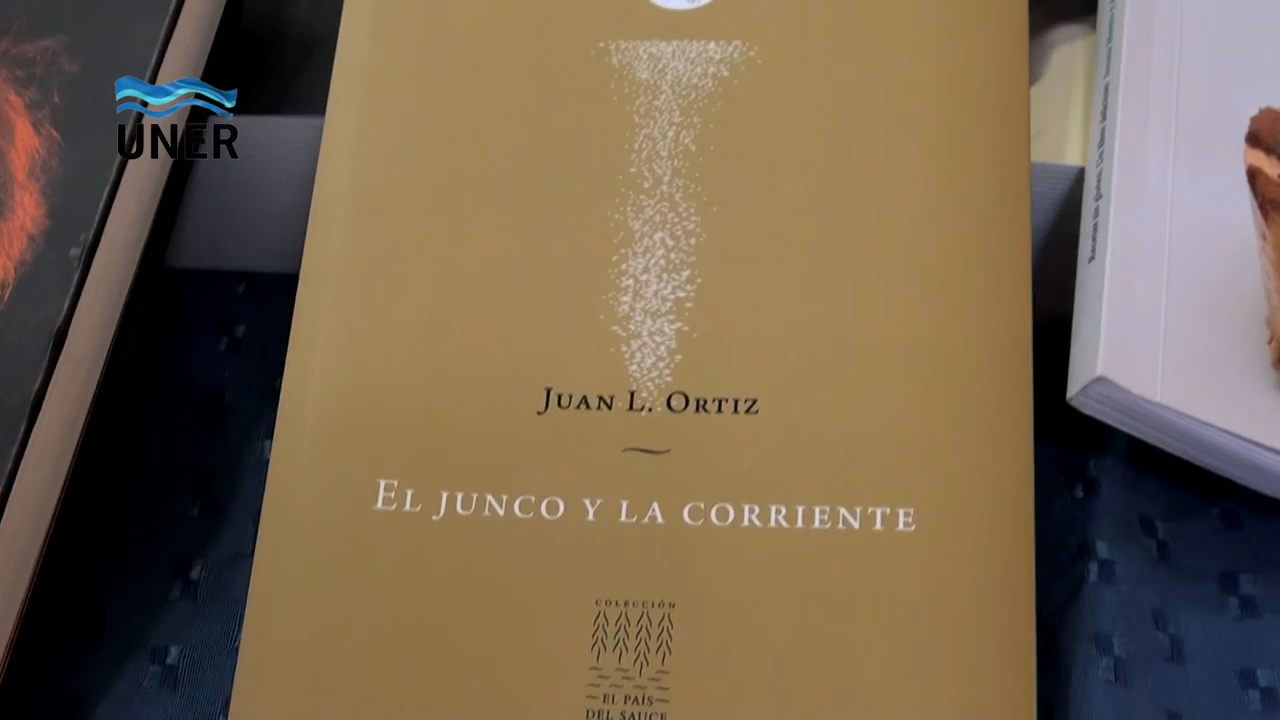 UNER
Juan L. Ortiz
El junco y la corriente
COLECCIÓN
EL PAÍS
DEL SAUCE